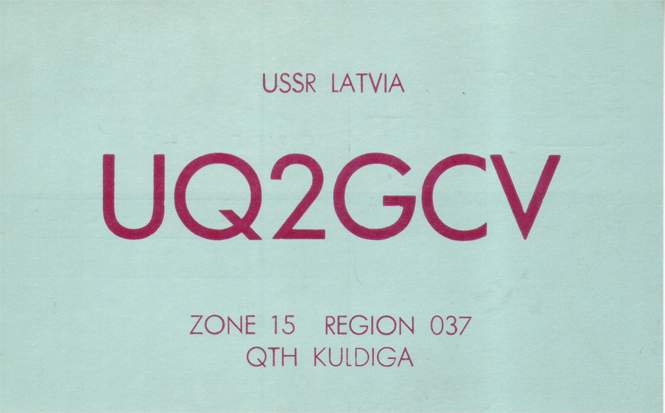 USSR LATVIA
UQ2GCV
ZONE 15 REGION 037
QTH KULDIGA